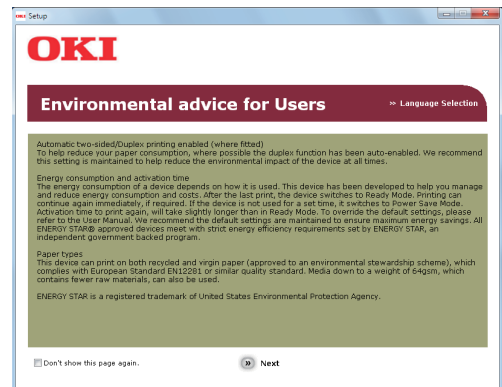 OKI Setup
OKI
Environmental advice for Users
» Language Selection
Automatic two-sided/Duplex printing enabled (where fitted)
To help reduce your paper consumption, where possible the duplex function has been auto-enabled. We recommend
this setting is maintained to help reduce the environmental impact of the device at all times.
Energy consumption and activation time
The energy consumption of a device depends on how it is used. This device has been developed to help you manage
and reduce energy consumption and costs. After the last print, the device switches to Ready Mode. Printing can
continue again immediately, if required. If the device is not used for a set time, it switches to Power Save Mode.
Activation time to print again, will take slightly longer than in Ready Mode. To override the default settings, please
refer to the User Manual. We recommend the default settings are maintained to ensure maximum energy savings. All
ENERGY STAR® approved devices meet with strict energy efficiency requirements set by ENERGY STAR, an
independent government backed program.
Paper types
This device can print on both recycled and virgin paper (approved to an environmental stewardship scheme), which
complies with European Standard EN12281 or similar quality standard. Media down to a weight of 64gsm, which
contains fewer raw materials, can also be used.
ENERGY STAR is a registered trademark of United States Environmental Protection Agency.
Don't show this page again.
» Next